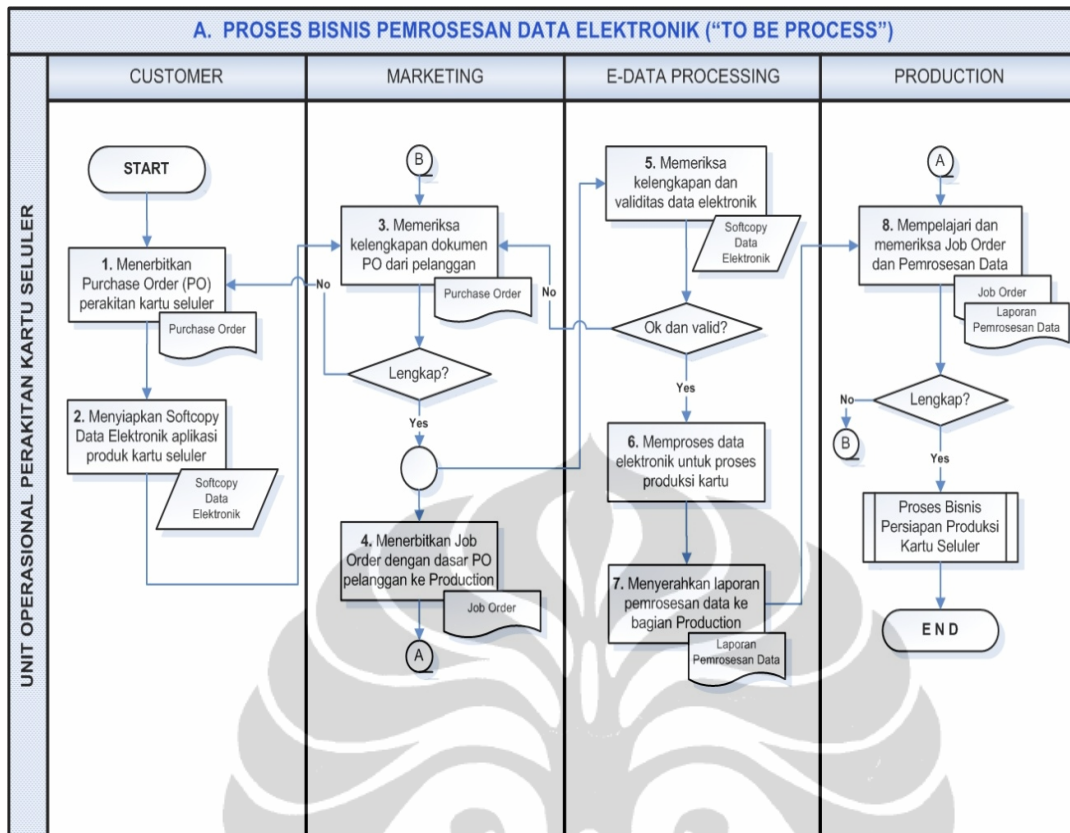 A. PROSES BISNIS PEMROSESAN DATA ELEKTRONIK (“TO BE PROCESS”)
UNIT OPERASIONAL PERAKITAN KARTU SELULER
CUSTOMER
START
1. Menerbitkan
Purchase Order (PO)
perakitan kartu seluler
Purchase Order
2. Menyiapkan Softcopy
Data Elektronik aplikasi
produk kartu seluler
Softcopy
Data
Elektronik
MARKETING
B
3. Memeriksa
kelengkapan dokumen
PO dari pelanggan
Purchase Order
No
Lengkap?
Yes
4. Menerbitkan Job
Order dengan dasar PO
pelanggan ke Production
Job Order
A
E-DATA PROCESSING
5. Memeriksa
kelengkapan dan
validitas data elektronik
Softcopy
Data
Elektronik
No
Ok dan valid?
Yes
6. Memproses data
elektronik untuk proses
produksi kartu
7. Menyerahkan laporan
pemrosesan data ke
bagian Production
Laporan
Pemrosesan Data
PRODUCTION
A
8. Mempelajari dan
memeriksa Job Order
dan Pemrosesan Data
Job Order
Laporan
Pemrosesan Data
Lengkap?
No
B
Yes
Proses Bisnis
Persiapan Produksi
Kartu Seluler
E N D